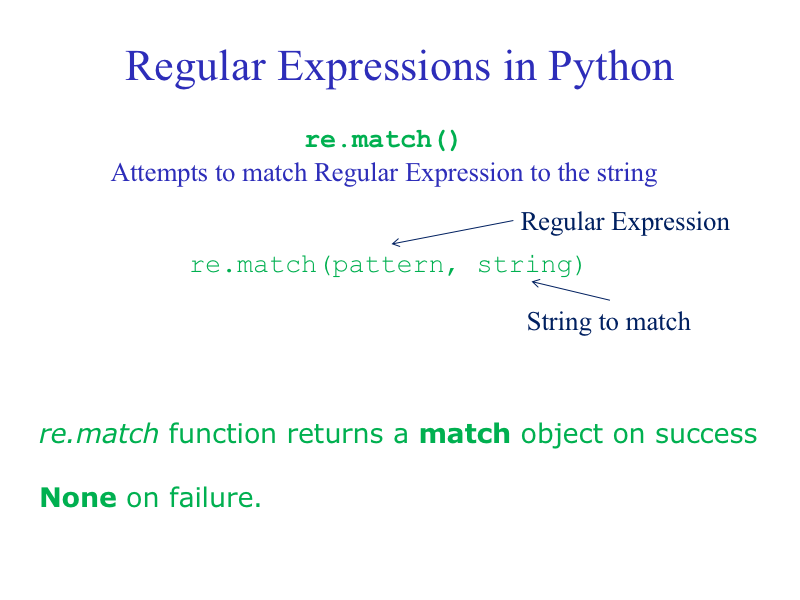 Regular Expressions in Python
re.match()
Attempts to match Regular Expression to the string
Regular Expression
re.match(pattern, string)
String to match
re.match function returns a match object on success
None on failure.